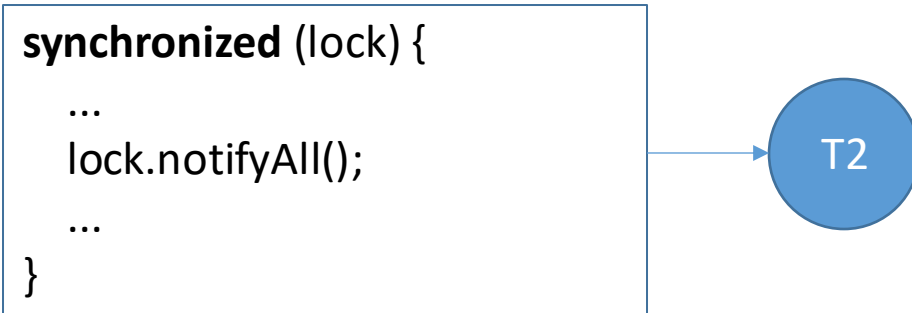 synchronized (lock) {
...
lock.notifyAll();
...
}
T2